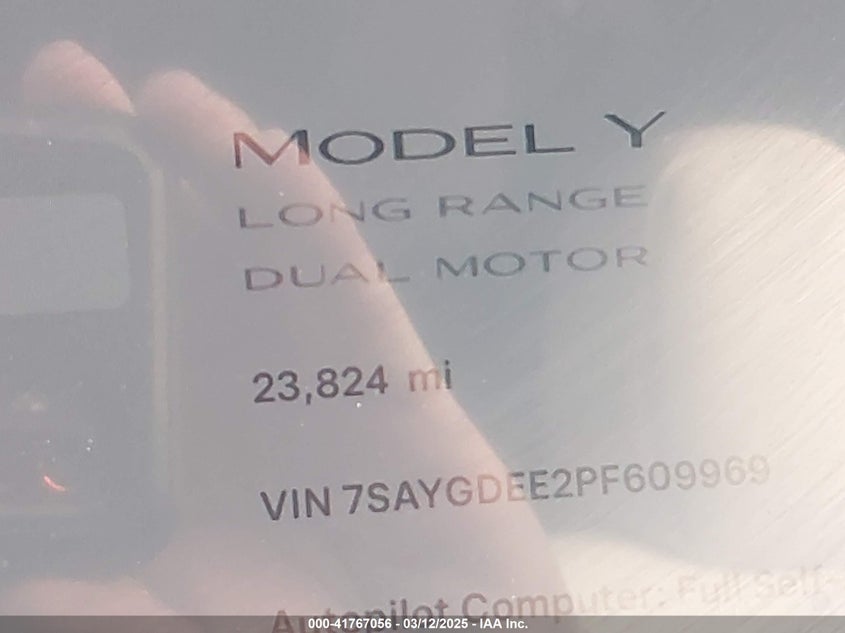 MODEL Y
LONG RANGE
DUAL MOTOR
23,824 mi
VIN 7SAYGDEE2PF609969
Autopilot Computer: Full Self-
000-41767056 - 03/12/2025 - IAA Inc.